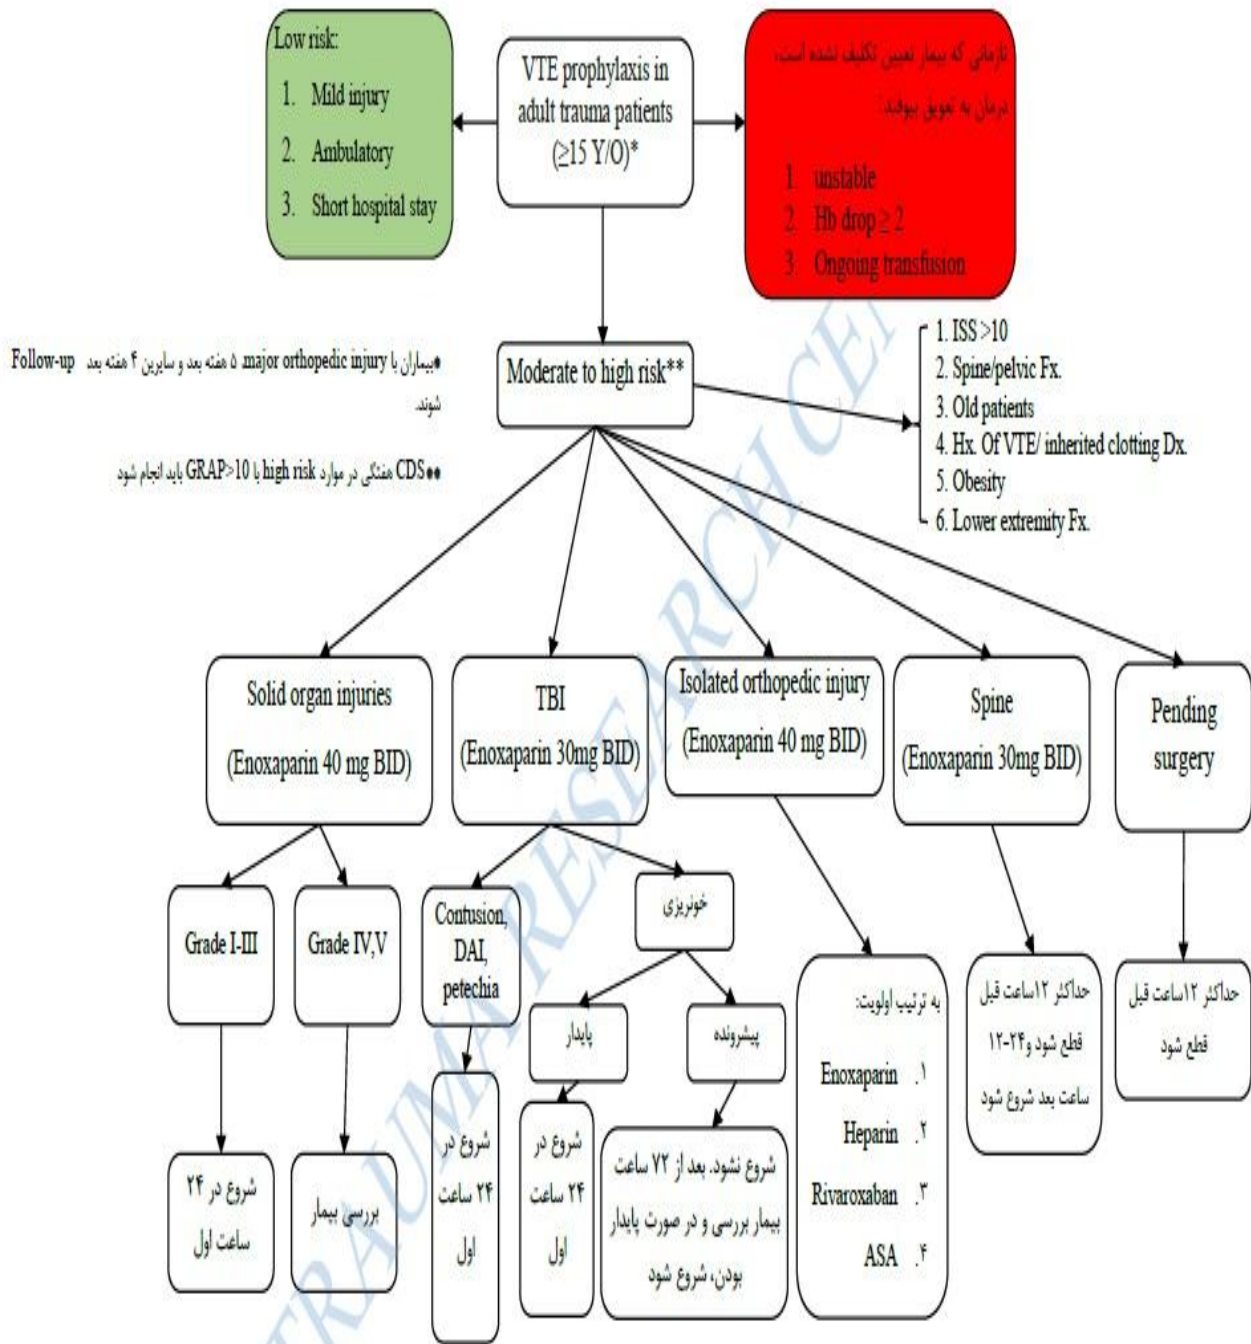 Low risk:
1. Mild injury
2. Ambulatory
3. Short hospital stay
VTE prophylaxis in
adult trauma patients
(≥15 Y/O)*
تازمانی که بیمار تعیین تکلیف نشده است،
درمان به تعویق بیوفتد:
1. unstable
2. Hb drop ≥ 2
3. Ongoing transfusion
Moderate to high risk**
1. ISS >10
2. Spine/pelvic Fx.
3. Old patients
4. Hx. Of VTE/ inherited clotting Dx.
5. Obesity
6. Lower extremity Fx.
*بیماران با major orthopedic injury، ۵ هفته بعد و سایرین ۴ هفته بعد Follow-up
شوند.
**CDS هفتگی در موارد high risk با GRAP>10 باید انجام شود
Solid organ injuries
(Enoxaparin 40 mg BID)
TBI
(Enoxaparin 30mg BID)
Isolated orthopedic injury
(Enoxaparin 40 mg BID)
Spine
(Enoxaparin 30mg BID)
Pending
surgery
Grade I-III
Grade IV,V
Contusion,
DAI,
petechia
خونریزی
پایدار
پیشرونده
شروع در ۲۴
ساعت اول
بررسی بیمار
شروع در
۲۴ ساعت
اول
شروع در
۲۴
ساعت
اول
شروع نشود. بعد از ۷۲ ساعت
بیمار بررسی و در صورت پایدار
بودن، شروع شود
به ترتیب اولویت:
۱. Enoxaparin
۲. Heparin
۳. Rivaroxaban
۴. ASA
حداکثر ۱۲ساعت قبل
قطع شود و۲۴-۱۲
ساعت بعد شروع شود
حداکثر ۱۲ساعت قبل
قطع شود
TRAUMA RESEARCH CE